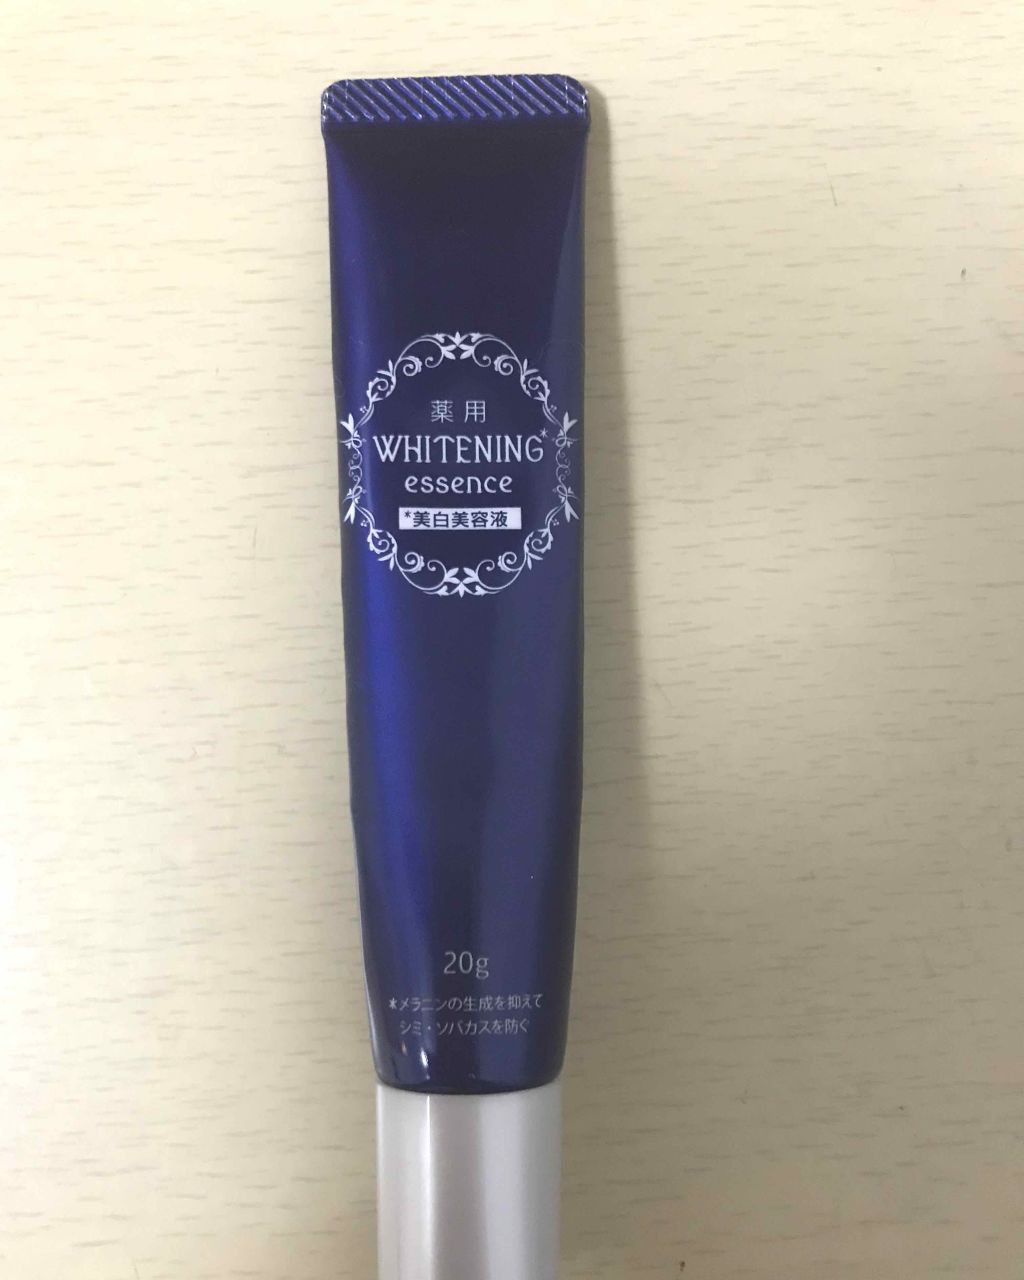 薬用
WHITENING*
essence
*美白美容液
20g
*メラニンの生成を抑えて
シミ・ソバカスを防ぐ